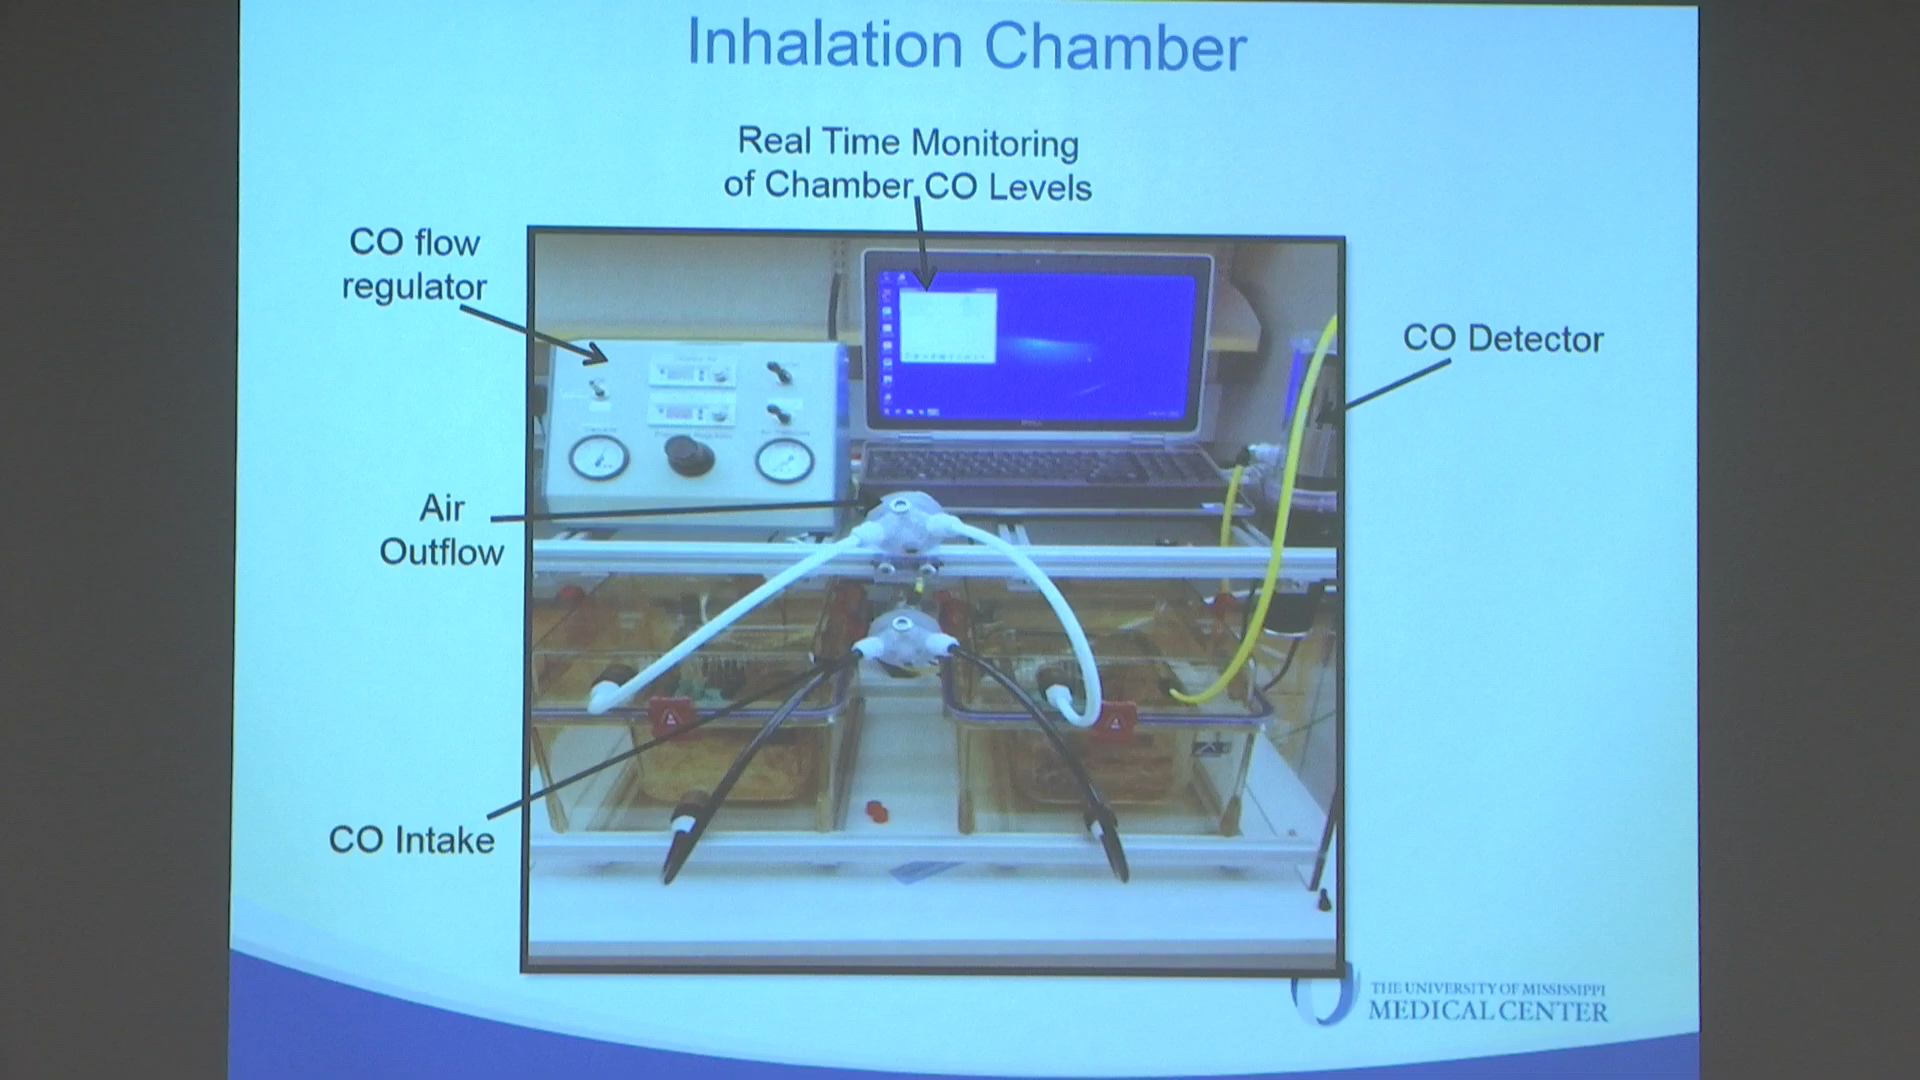 Inhalation Chamber
Real Time Monitoring
of Chamber CO Levels
CO flow
regulator
CO Detector
Air
Outflow
CO Intake
DELL
THE UNIVERSITY OF MISSISSIPPI
MEDICAL CENTER